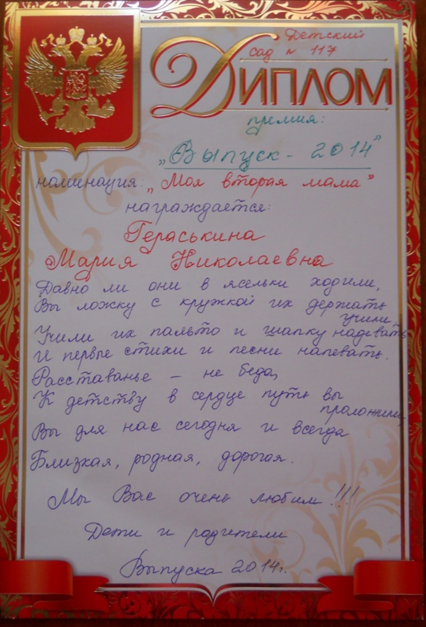 Детский
сад № 117
Диплом
премия:
„Выпуск - 2014"
номинация: „Моя вторая мама"
награждается:
Гераськина
Мария Николаевна
Давно ли они в ясельки ходили,
Вы ложку с кружкой их держать
учили.
Учили их пальто и шапку надевать
И первые стихи и песни напевать.
Расставанье – не беда,
К детству в сердце путь вы
проложили,
Вы для нас сегодня и всегда
Близкая, родная, дорогая.
Мы Вас очень любим!!!
Дети и родители
Выпуска 2014г.